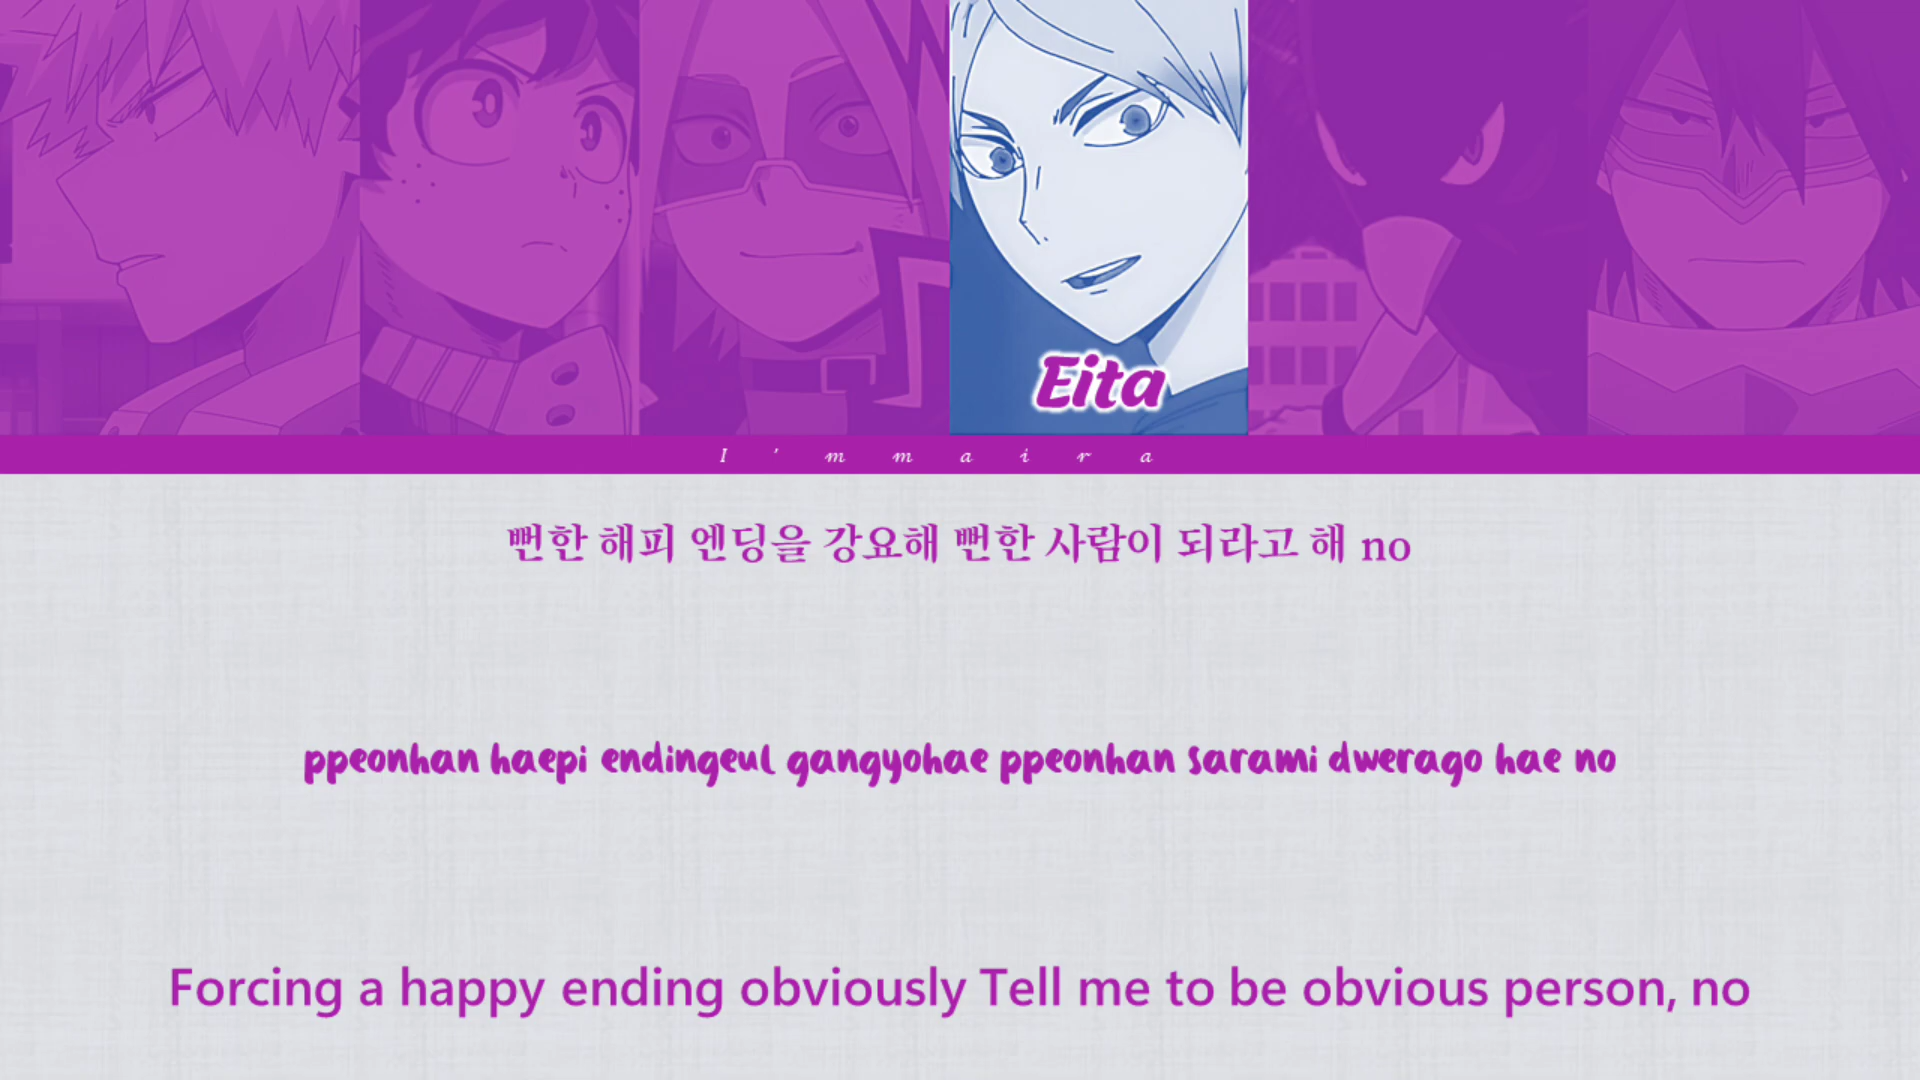 Eita
I'mmaira
뻔한 해피 엔딩을 강요해 뻔한 사람이 되라고 해 no
ppeonhan haepi endingeul gangyohae ppeonhan sarami dwerago hae no
Forcing a happy ending obviously Tell me to be obvious person, no